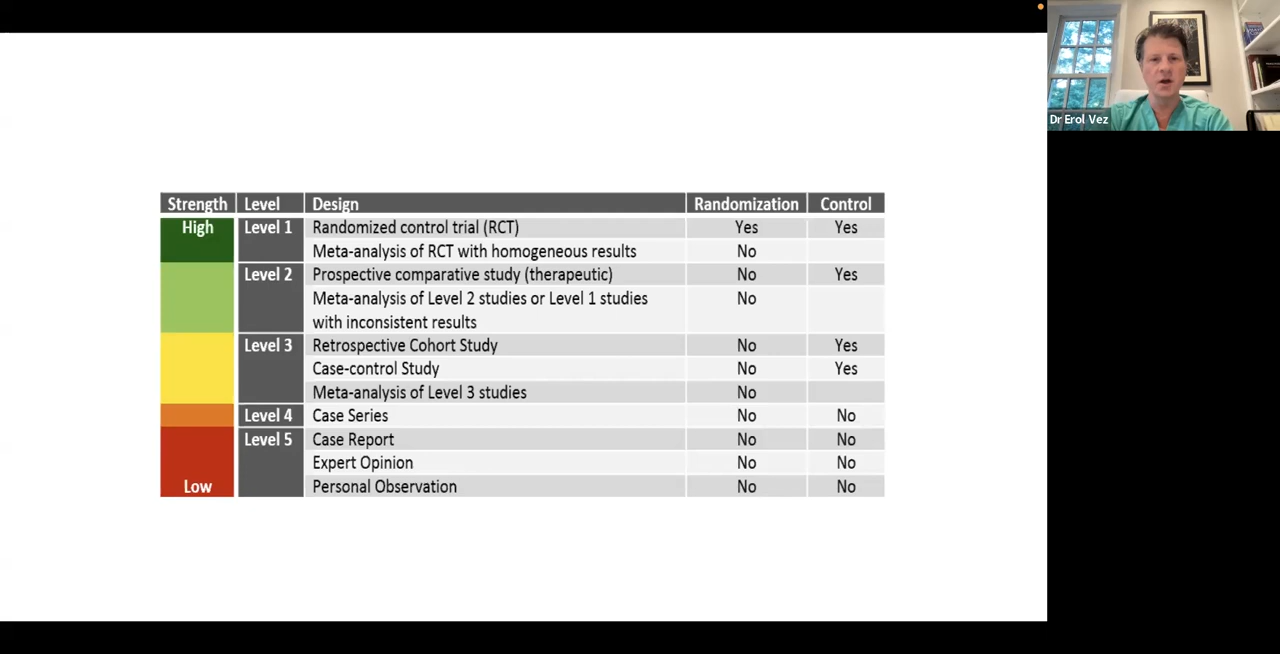 Dr Erol Vez
Strength Level Design Randomization Control
High Level 1 Randomized control trial (RCT) Yes Yes
Meta-analysis of RCT with homogeneous results No
Level 2 Prospective comparative study (therapeutic) No Yes
Meta-analysis of Level 2 studies or Level 1 studies No
with inconsistent results
Level 3 Retrospective Cohort Study No Yes
Case-control Study No Yes
Meta-analysis of Level 3 studies No
Level 4 Case Series No No
Level 5 Case Report No No
Expert Opinion No No
Low Personal Observation No No